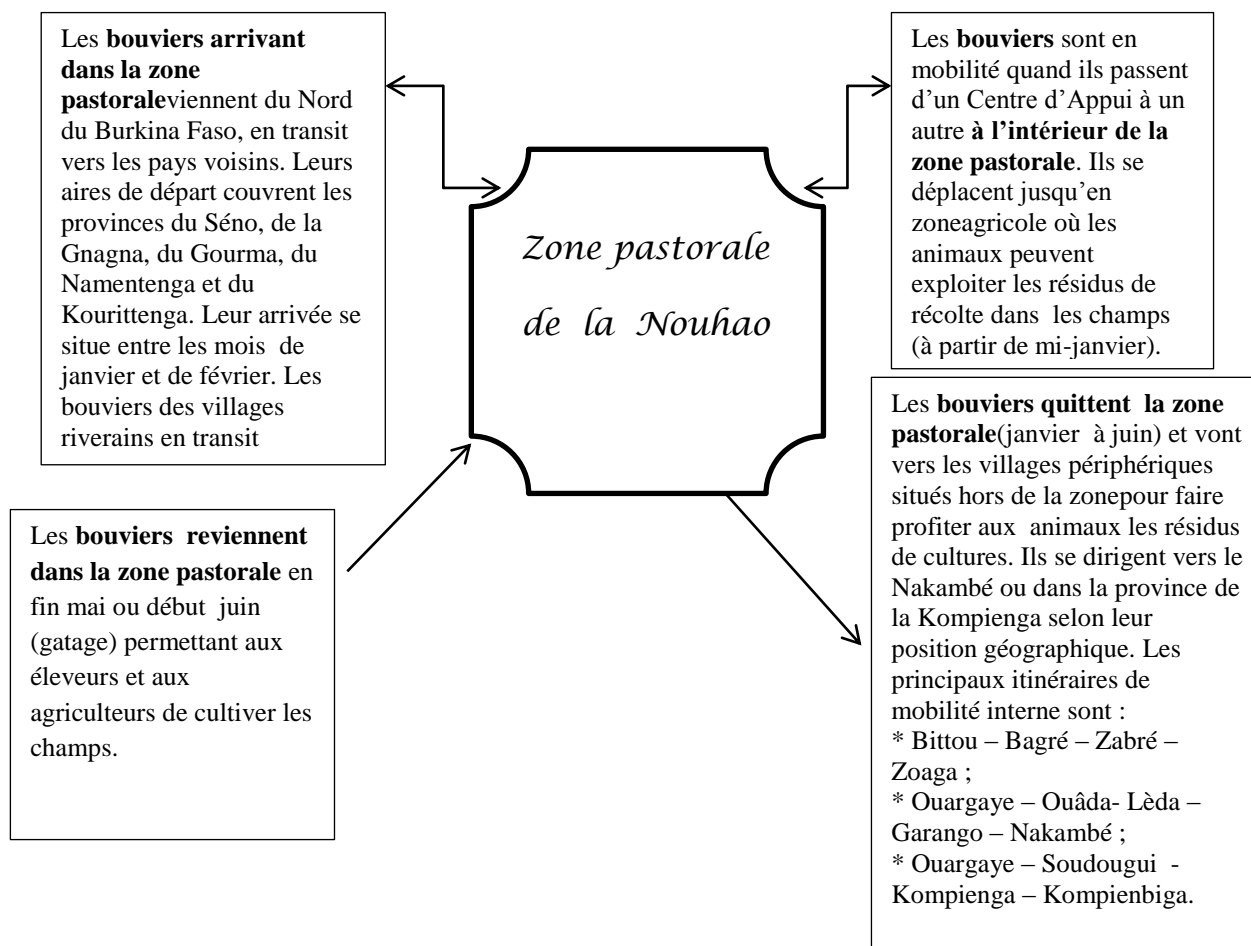 Les bouviers arrivant
dans la zone
pastoraleviennent du Nord
du Burkina Faso, en transit
vers les pays voisins. Leurs
aires de départ couvrent les
provinces du Séno, de la
Gnagna, du Gourma, du
Namentenga et du
Kourittenga. Leur arrivée se
situe entre les mois de
janvier et de février. Les
bouviers des villages
riverains en transit
Les bouviers sont en
mobilité quand ils passent
d'un Centre d'Appui à un
autre à l'intérieur de la
zone pastorale. Ils se
déplacent jusqu'en
zoneagricole où les
animaux peuvent
exploiter les résidus de
récolte dans les champs
(à partir de mi-janvier).
Zone pastorale
de la Nouhao
Les bouviers reviennent
dans la zone pastorale en
fin mai ou début juin
(gatage) permettant aux
éleveurs et aux
agriculteurs de cultiver les
champs.
Les bouviers quittent la zone
pastorale(janvier à juin) et vont
vers les villages périphériques
situés hors de la zonepour faire
profiter aux animaux les résidus
de cultures. Ils se dirigent vers le
Nakambé ou dans la province de
la Kompienga selon leur
position géographique. Les
principaux itinéraires de
mobilité interne sont :
* Bittou – Bagré – Zabré –
Zoaga ;
* Ouargaye – Ouâda- Lèda –
Garango – Nakambé ;
* Ouargaye – Soudougui -
Kompienga – Kompienbiga.